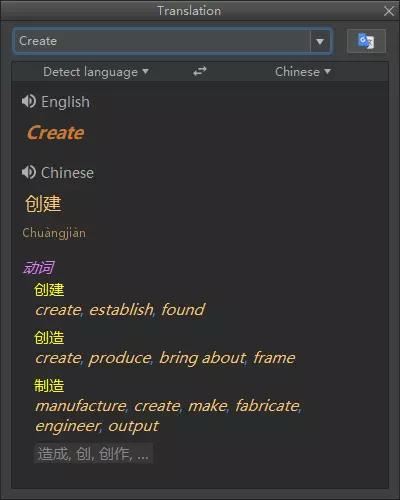 Translation
Create
Detect language Chinese
English
Create
Chinese
创建
Chuàngjiàn
动词
创建
create, establish, found
创造
create, produce, bring about, frame
制造
manufacture, create, make, fabricate,
engineer, output
造成, 创, 创作, ...